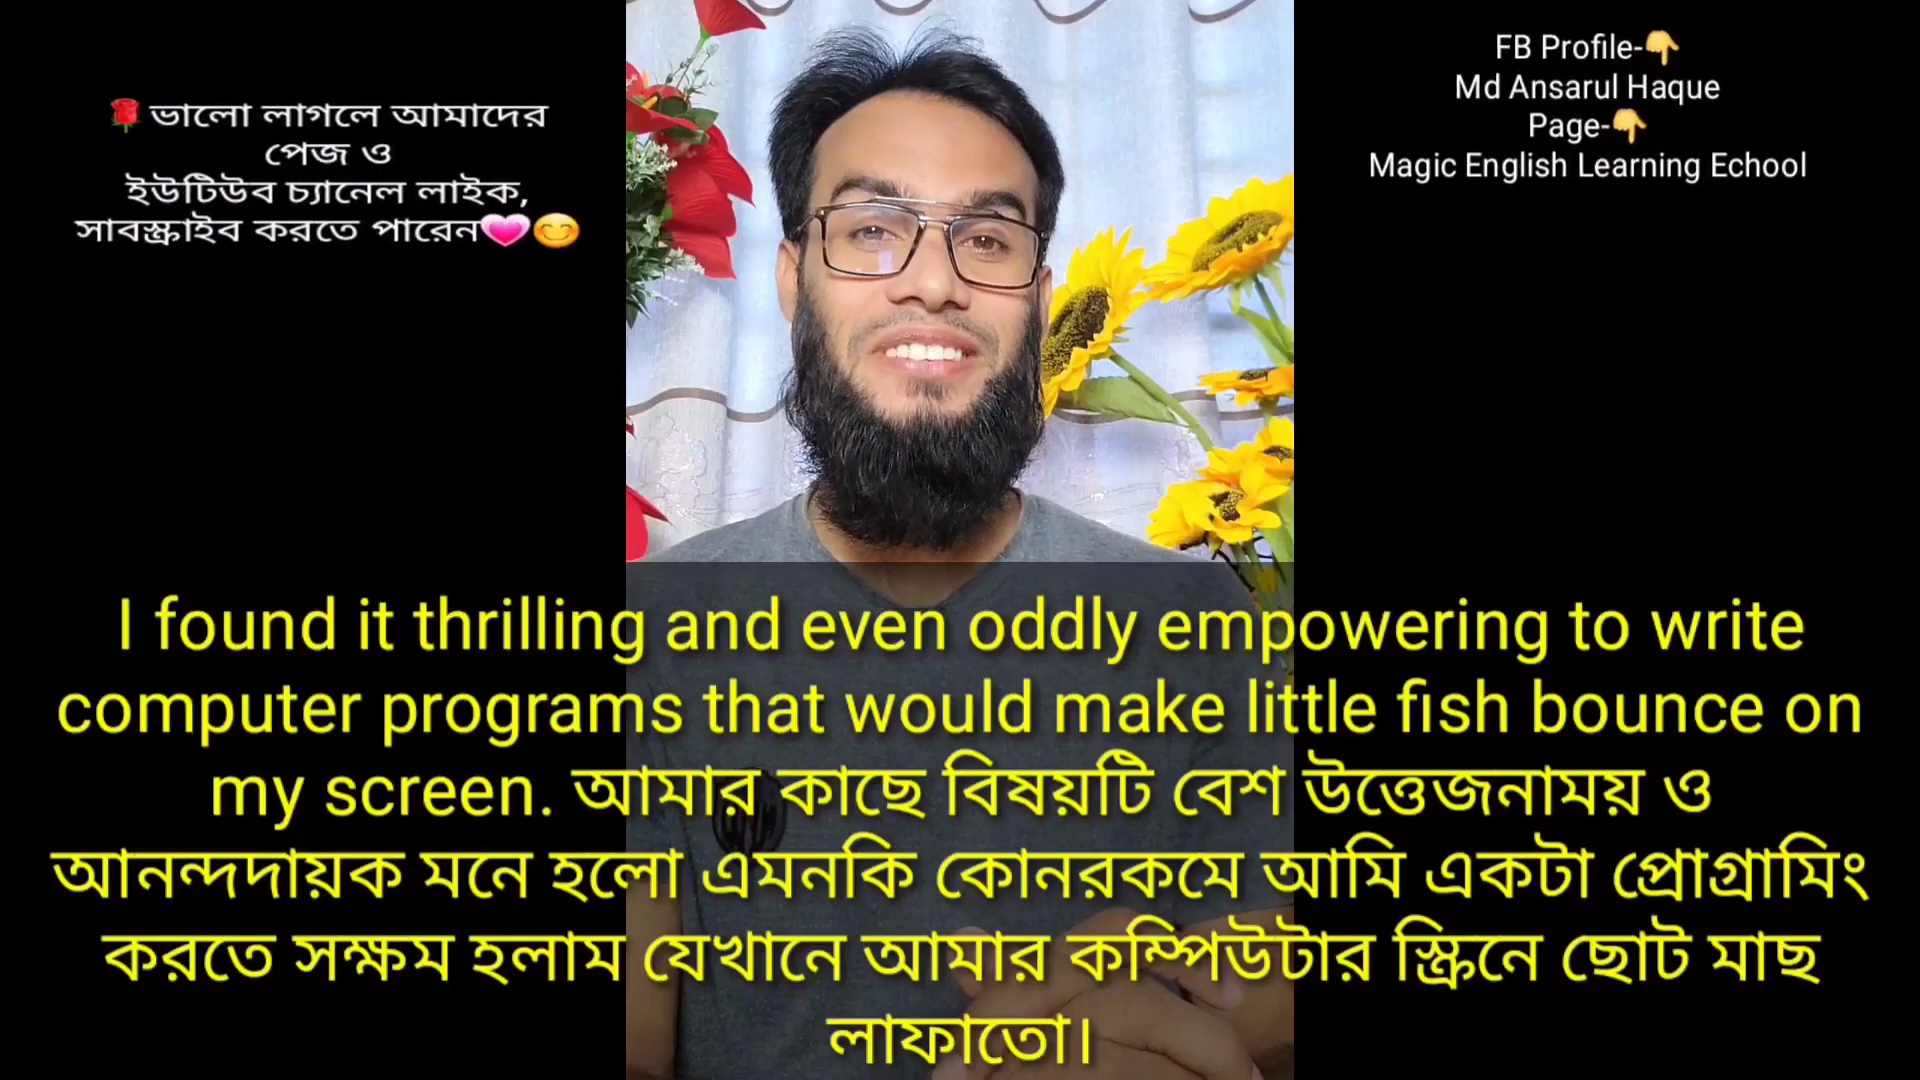 🌹ভালো লাগলে আমাদের
পেজ ও
ইউটিউব চ্যানেল লাইক,
সাবস্ক্রাইব করতে পারেন💓😊
FB Profile-👇
Md Ansarul Haque
Page-👇
Magic English Learning Echool
I found it thrilling and even oddly empowering to write
computer programs that would make little fish bounce on
my screen. আমার কাছে বিষয়টি বেশ উত্তেজনাময় ও
আনন্দদায়ক মনে হলো এমনকি কোনরকমে আমি একটা প্রোগ্রামিং
করতে সক্ষম হলাম যেখানে আমার কম্পিউটার স্ক্রিনে ছোট মাছ
লাফাতো।